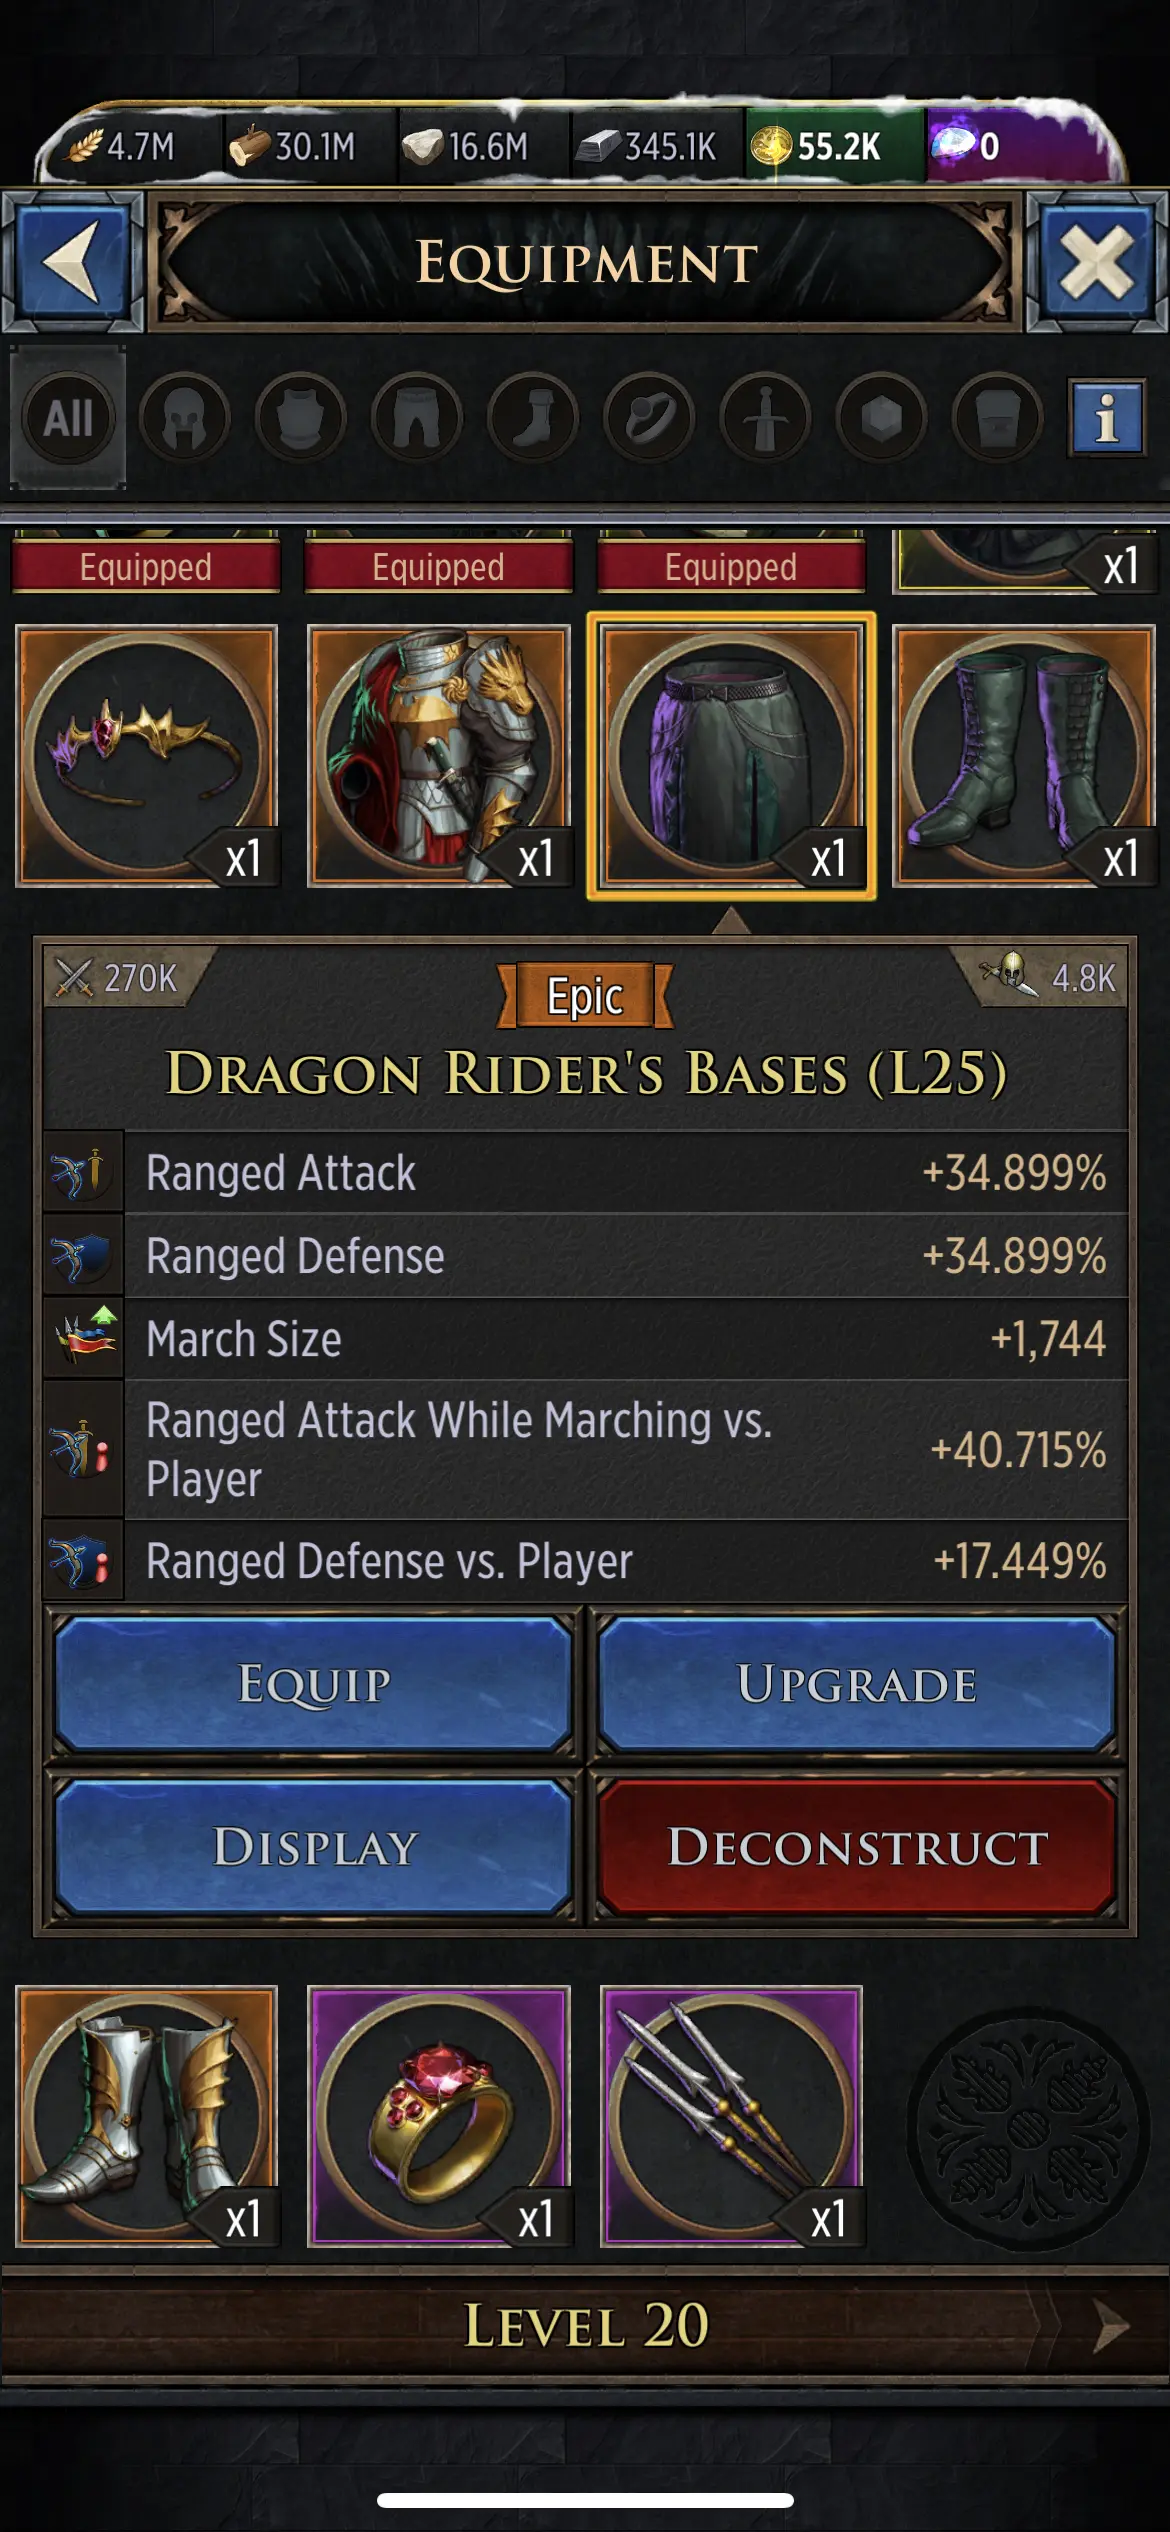 4.7M 30.1M 16.6M 345.1K 55.2K 0
EQUIPMENT
All
Equipped Equipped Equipped x1
x1 x1 x1 x1
270K Epic 4.8K
DRAGON RIDER'S BASES (L25)
Ranged Attack +34.899%
Ranged Defense +34.899%
March Size +1,744
Ranged Attack While Marching vs.
Player +40.715%
Ranged Defense vs. Player +17.449%
EQUIP UPGRADE
DISPLAY DECONSTRUCT
x1 x1 x1
LEVEL 20